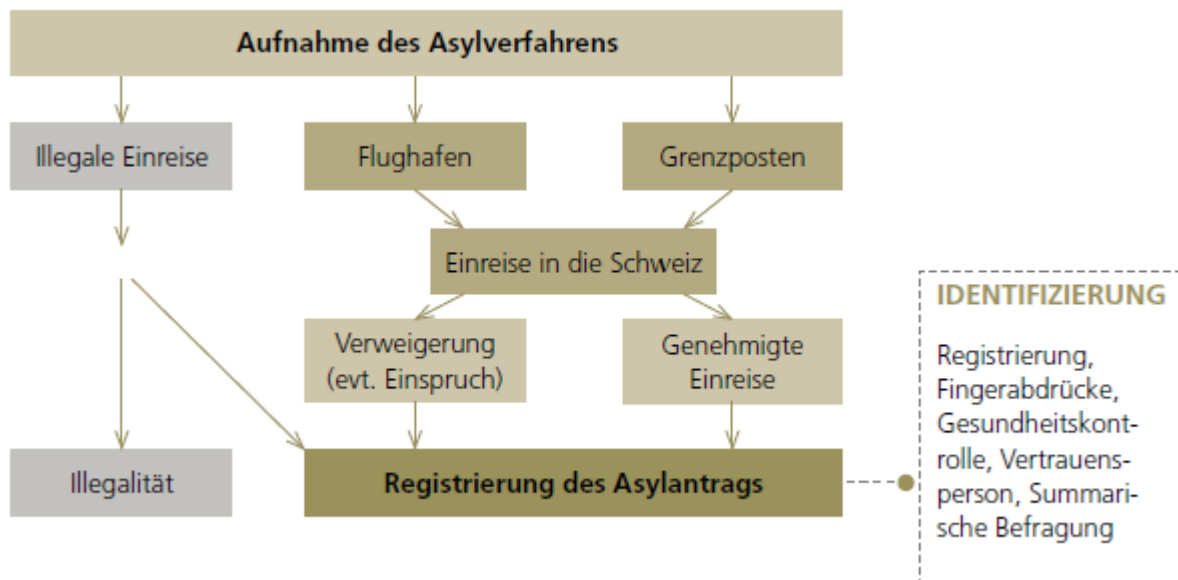 Aufnahme des Asylverfahrens
Illegale Einreise
Flughafen
Grenzposten
Einreise in die Schweiz
Verweigerung
(evt. Einspruch)
Genehmigte
Einreise
Illegalität
Registrierung des Asylantrags
IDENTIFIZIERUNG
Registrierung,
Fingerabdrücke,
Gesundheitskont-
rolle, Vertrauens-
person, Summari-
sche Befragung